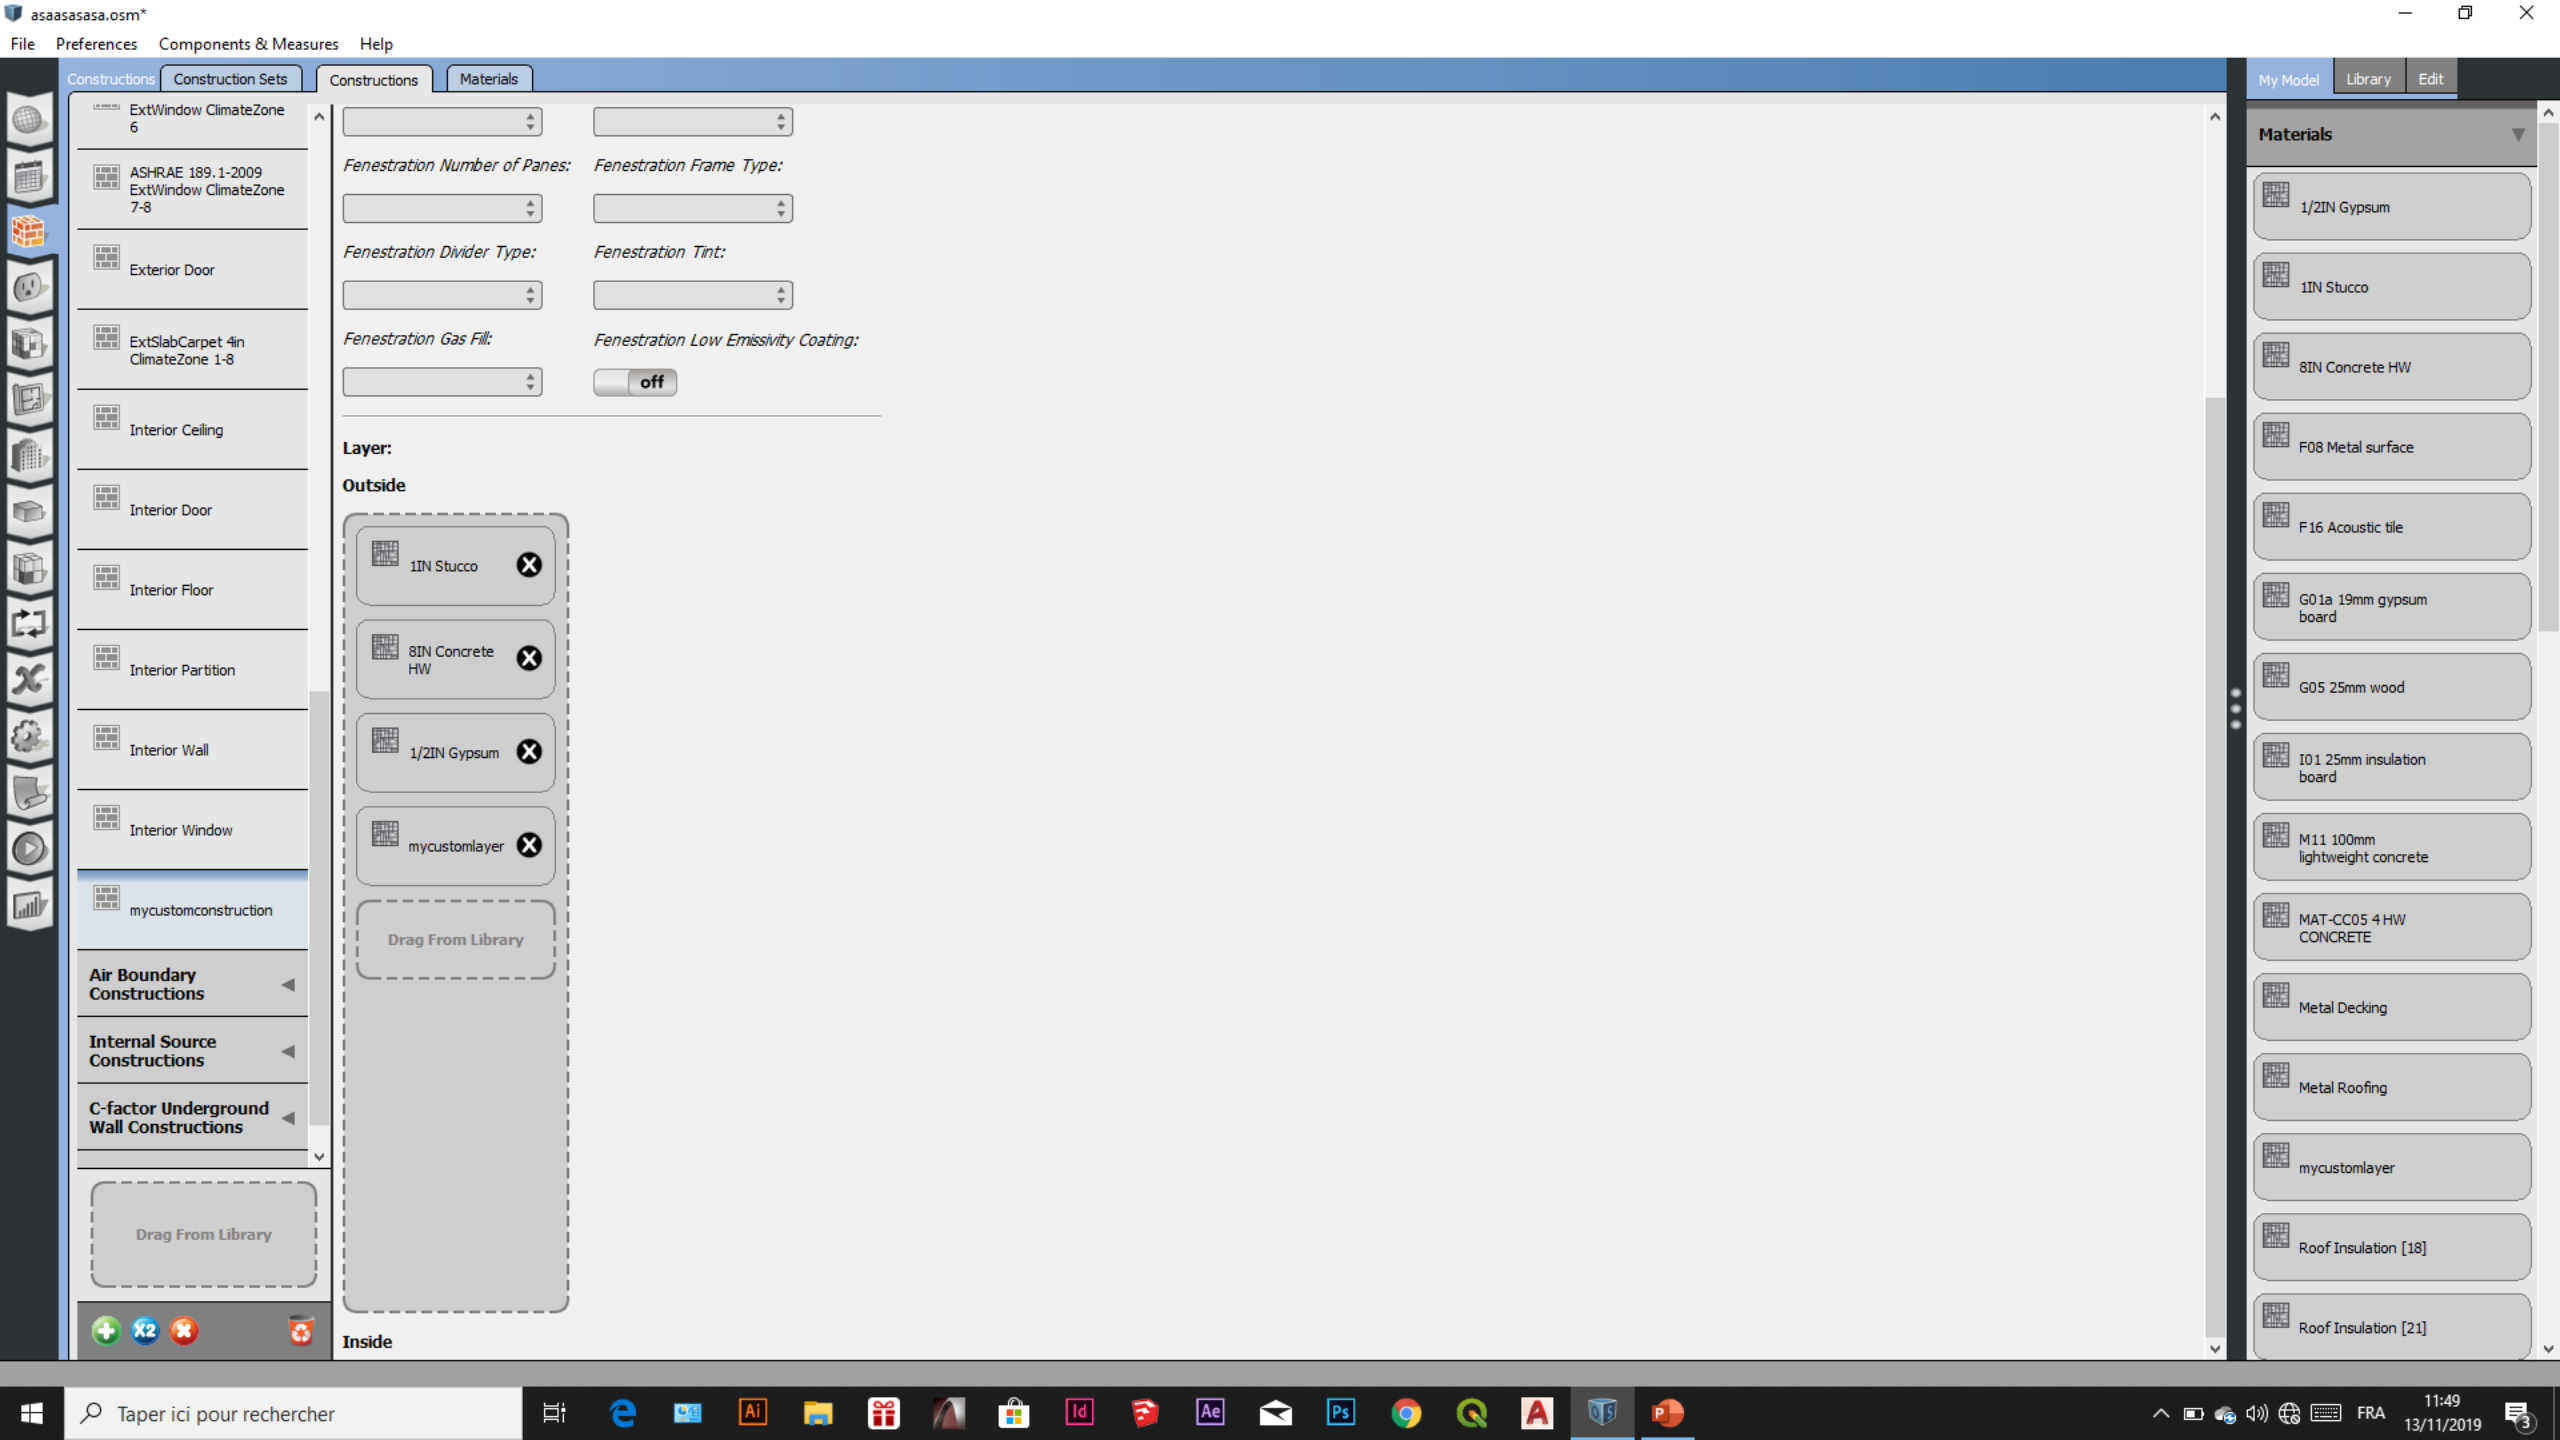 asaasasasa.osm*
File Preferences Components & Measures Help
Constructions Construction Sets Constructions Materials
My Model Library Edit
ExtWindow ClimateZone
6
ASHRAE 189.1-2009
ExtWindow ClimateZone
7-8
Exterior Door
ExtSlabCarpet 4in
ClimateZone 1-8
Interior Ceiling
Interior Door
Interior Floor
Interior Partition
Interior Wall
Interior Window
mycustomconstruction
Air Boundary
Constructions
Internal Source
Constructions
C-factor Underground
Wall Constructions
Drag From Library
X2
Fenestration Number of Panes: Fenestration Frame Type:
Fenestration Divider Type: Fenestration Tint:
Fenestration Gas Fill: Fenestration Low Emissivity Coating:
off
Layer:
Outside
1IN Stucco
8IN Concrete
HW
1/2IN Gypsum
mycustomlayer
Drag From Library
Inside
Materials
1/2IN Gypsum
1IN Stucco
8IN Concrete HW
F08 Metal surface
F16 Acoustic tile
G01a 19mm gypsum
board
G05 25mm wood
I01 25mm insulation
board
M11 100mm
lightweight concrete
MAT-CC05 4 HW
CONCRETE
Metal Decking
Metal Roofing
mycustomlayer
Roof Insulation [18]
Roof Insulation [21]
Taper ici pour rechercher
Ai
Id
Ae
Ps
A
OS
P
FRA
11:49
13/11/2019
3